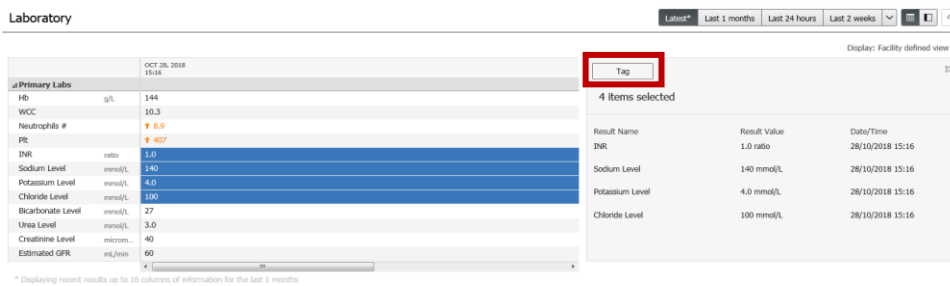 Laboratory
Latest* Last 1 months Last 24 hours Last 2 weeks
Display: Facility defined view
OCT 28, 2018
15:16
Primary Labs
Hb g/L 144
WCC 10.3
Neutrophils # 8.9
Plt 407
INR ratio 1.0
Sodium Level mmol/L 140
Potassium Level mmol/L 4.0
Chloride Level mmol/L 100
Bicarbonate Level mmol/L 27
Urea Level mmol/L 3.0
Creatinine Level microm... 40
Estimated GFR mL/min 60
* Displaying recent results up to 16 columns of information for the last 1 months
Tag
4 items selected
Result Name Result Value Date/Time
INR 1.0 ratio 28/10/2018 15:16
Sodium Level 140 mmol/L 28/10/2018 15:16
Potassium Level 4.0 mmol/L 28/10/2018 15:16
Chloride Level 100 mmol/L 28/10/2018 15:16